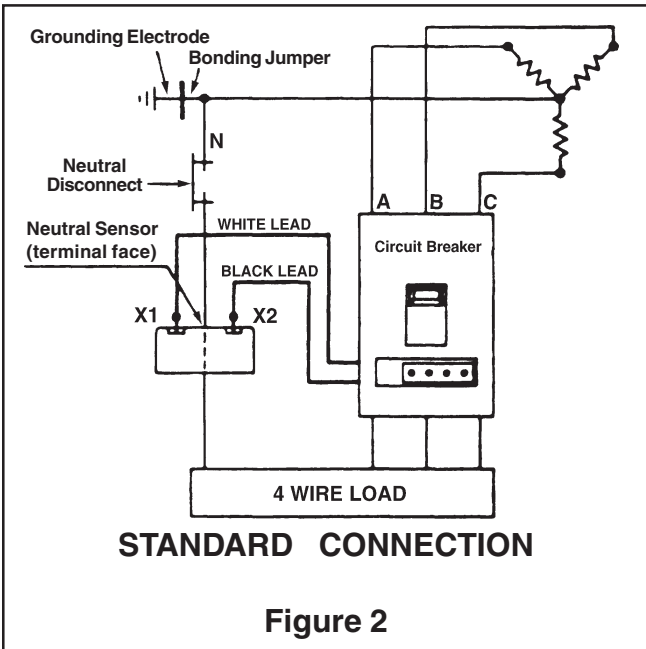 Grounding Electrode
Bonding Jumper
N
Neutral
Disconnect
A B C
Neutral Sensor
(terminal face)
WHITE LEAD
Circuit Breaker
BLACK LEAD
X1 X2
4 WIRE LOAD
STANDARD CONNECTION
Figure 2